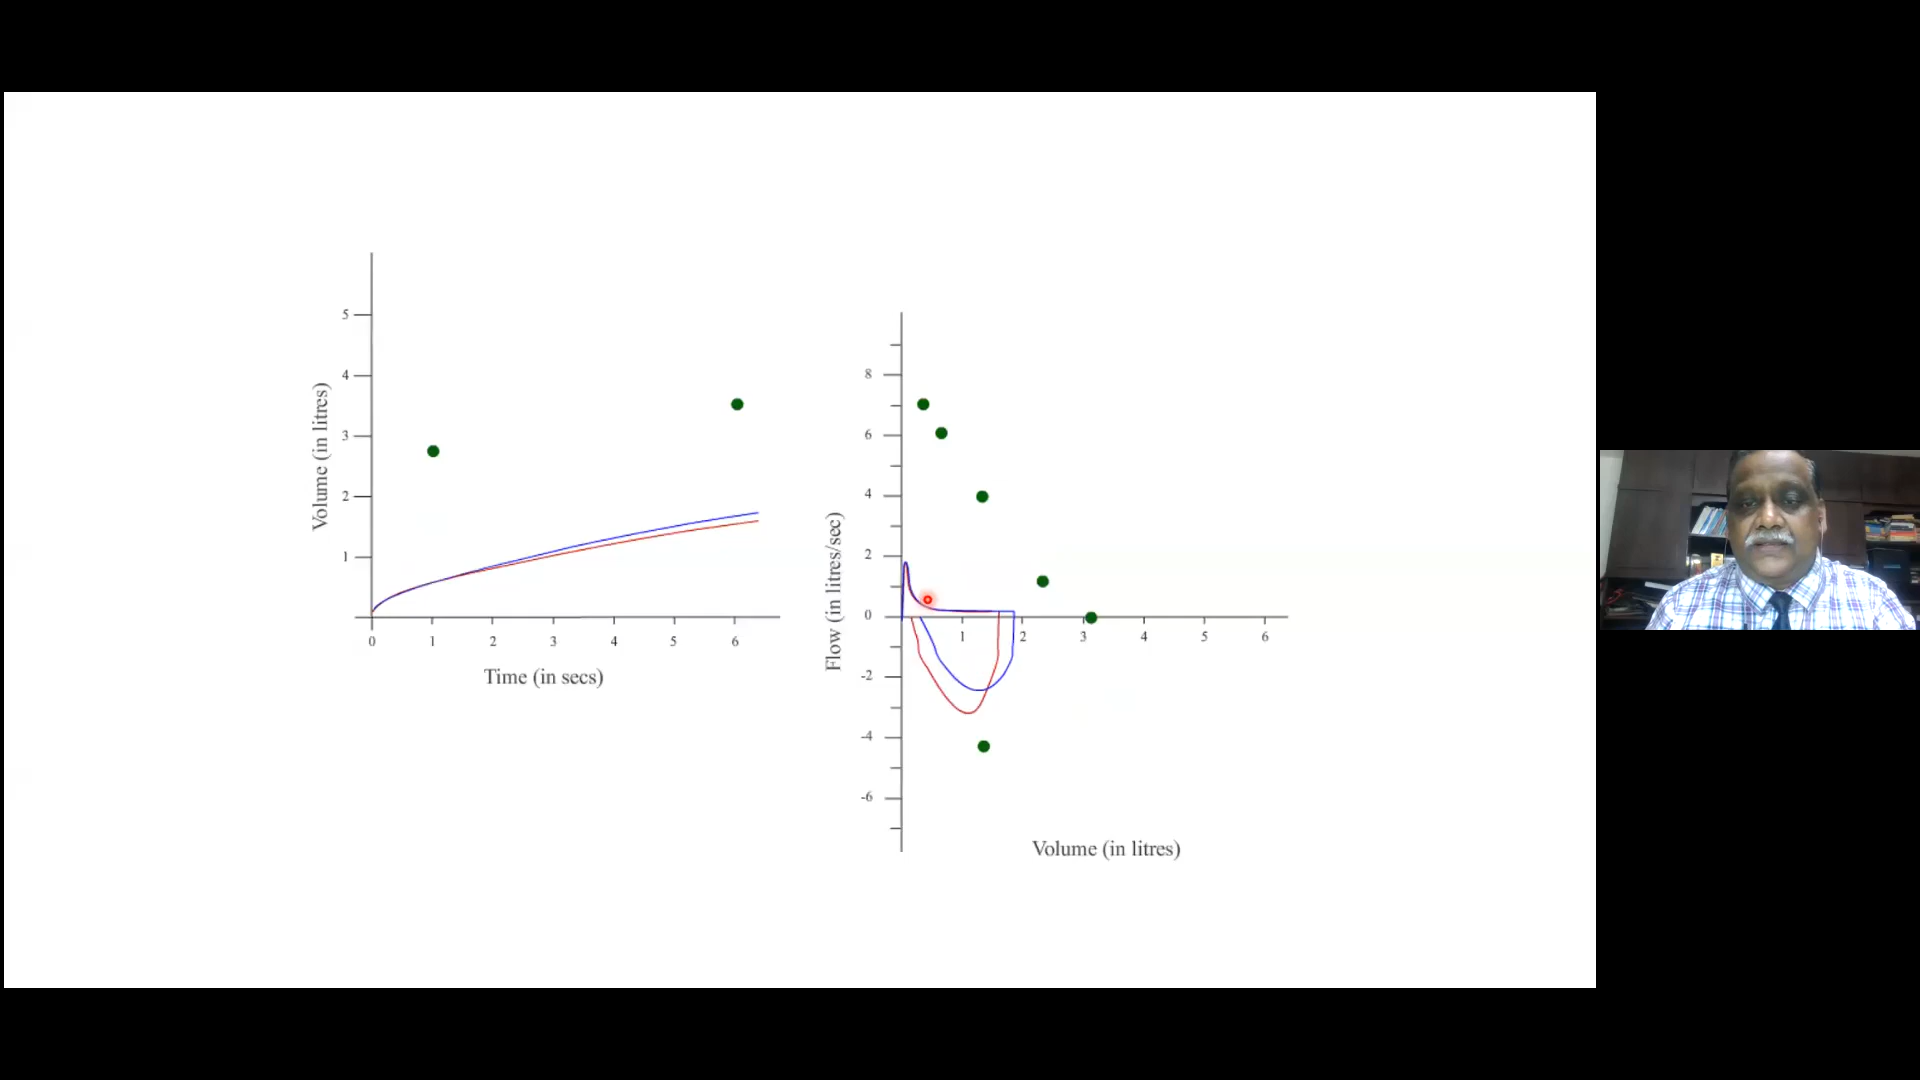 5
4
3
2
1
Volume (in litres)
0 1 2 3 4 5 6
Time (in secs)
8
6
4
2
0
-2
-4
-6
Flow (in litres/sec)
1 2 3 4 5 6
Volume (in litres)